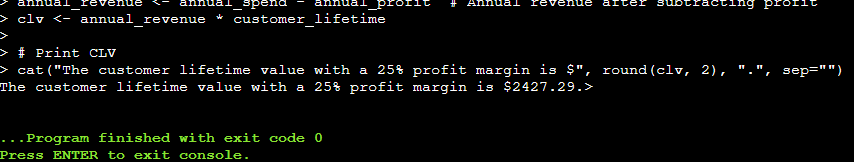 > annual_revenue <- annual_spend - annual_profit  # Annual revenue after subtracting profit
> clv <- annual_revenue * customer_lifetime
>
> # Print CLV
> cat("The customer lifetime value with a 25% profit margin is $", round(clv, 2), ".", sep="")
The customer lifetime value with a 25% profit margin is $2427.29.>
...Program finished with exit code 0
Press ENTER to exit console.